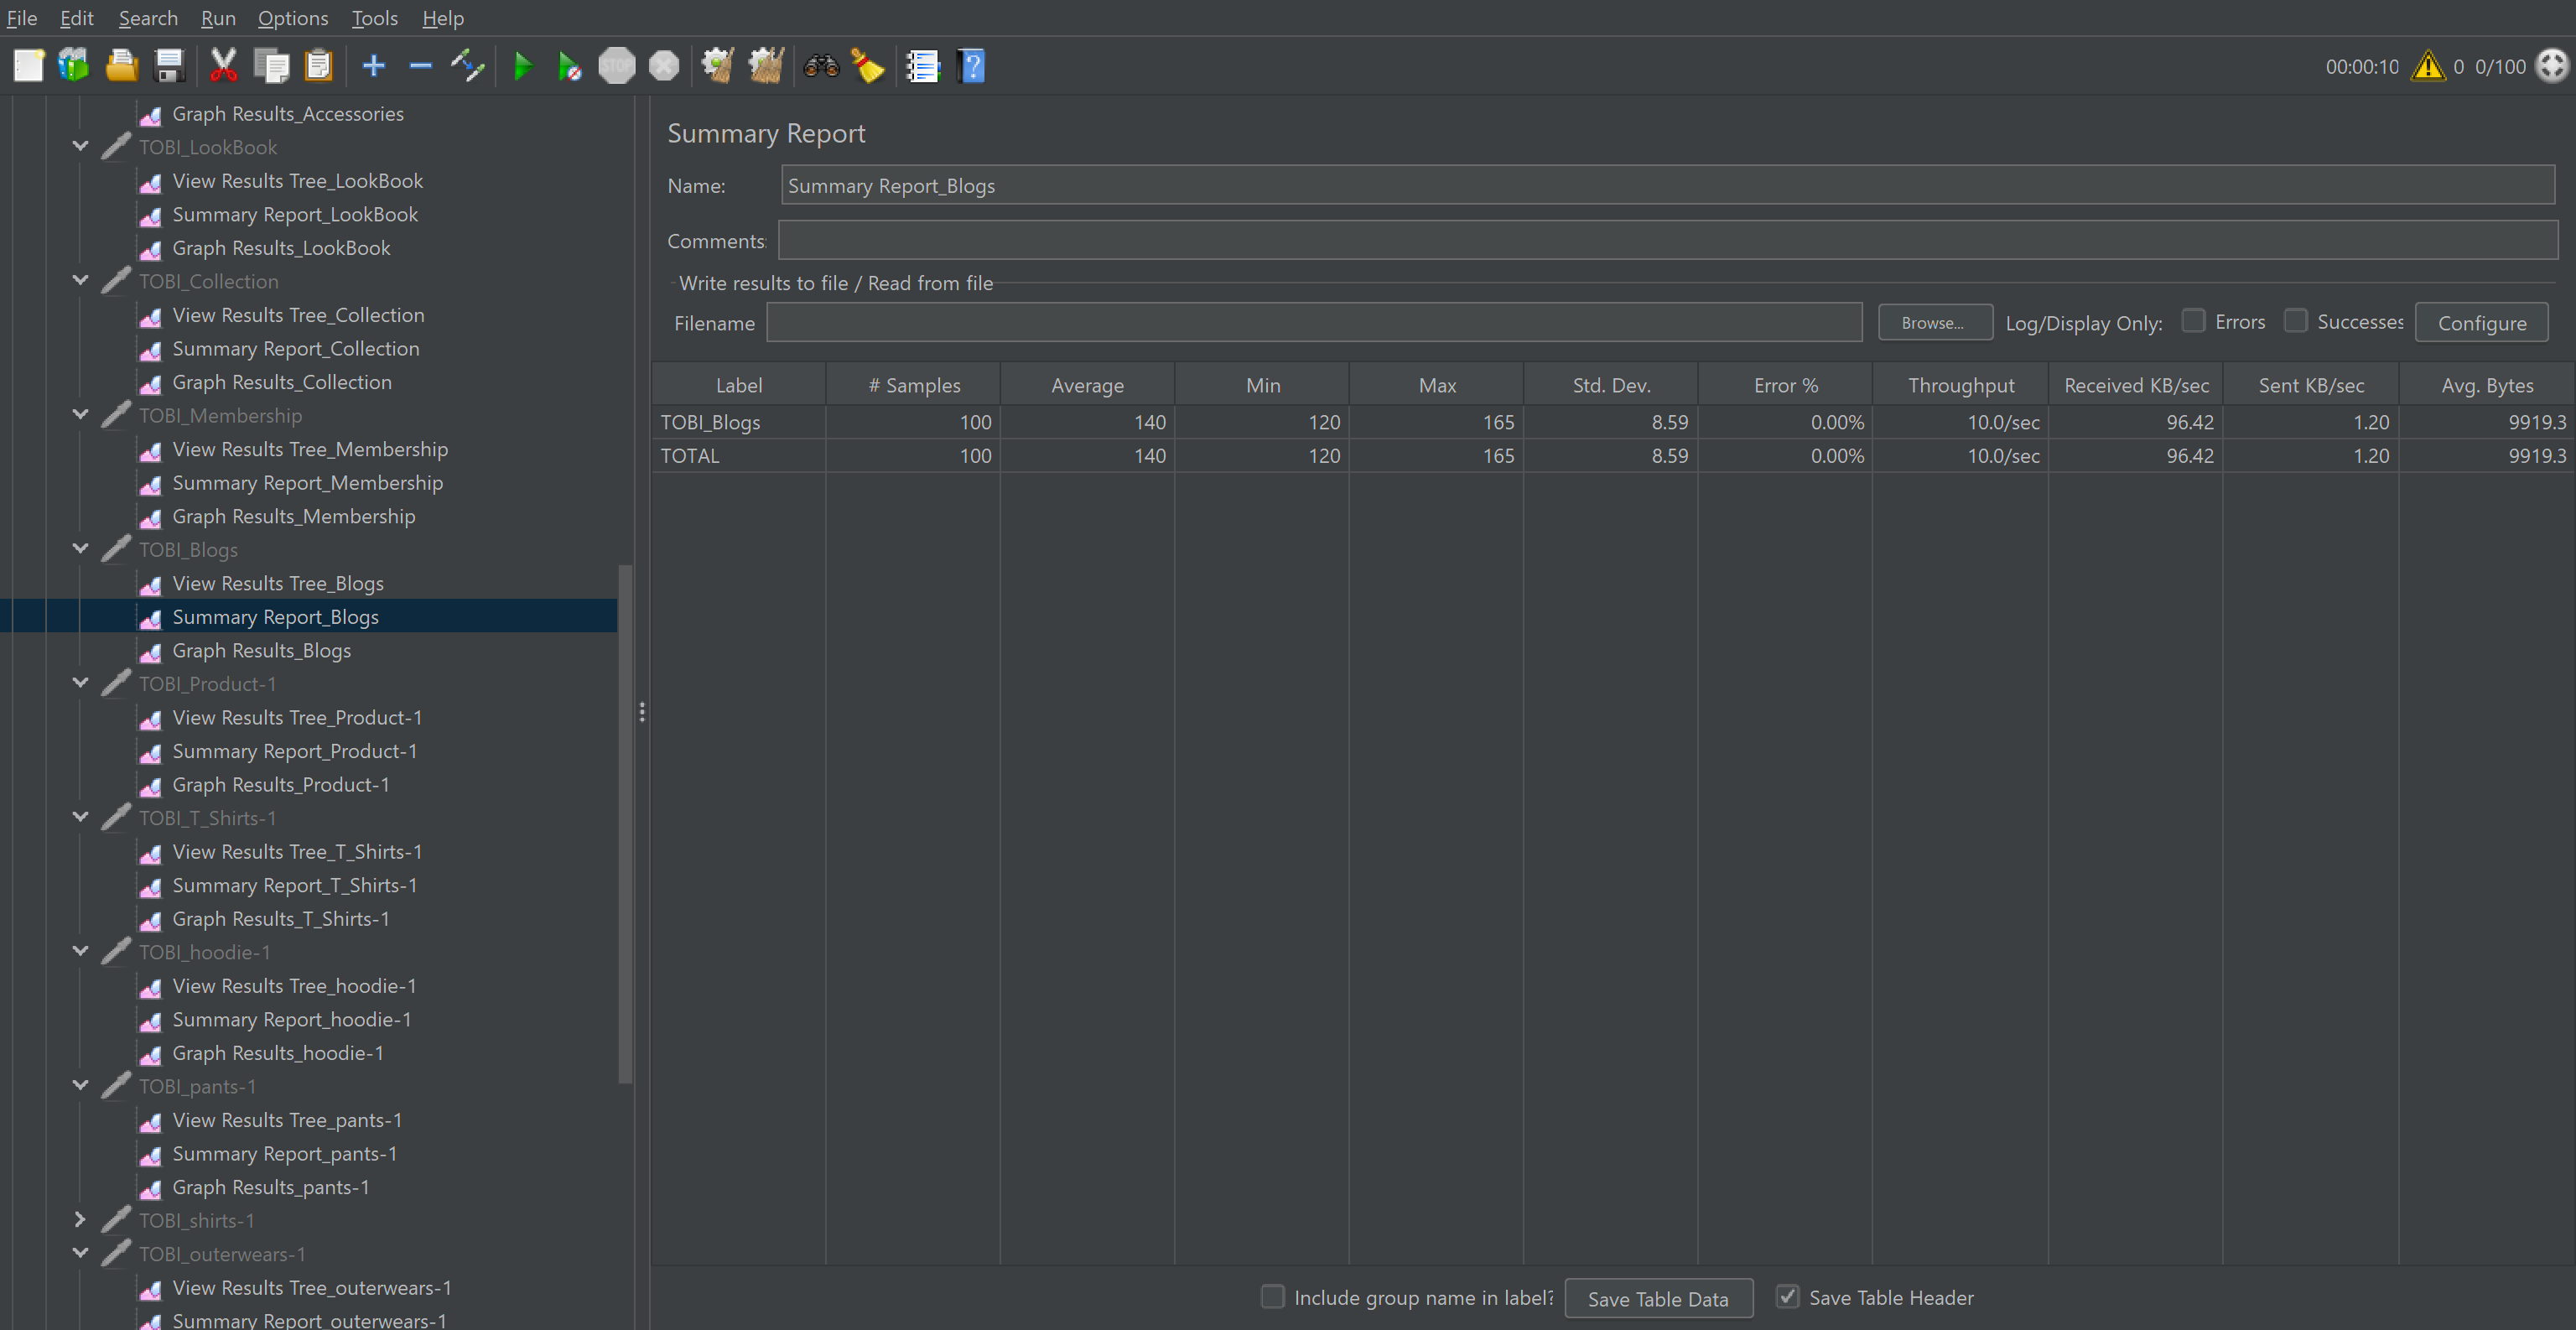 File Edit Search Run Options Tools Help
STOP
00:00:10 0 0/100
Graph Results_Accessories
TOBI_LookBook
View Results Tree_LookBook
Summary Report_LookBook
Graph Results_LookBook
TOBI_Collection
View Results Tree_Collection
Summary Report_Collection
Graph Results_Collection
TOBI_Membership
View Results Tree_Membership
Summary Report_Membership
Graph Results_Membership
TOBI_Blogs
View Results Tree_Blogs
Summary Report_Blogs
Graph Results_Blogs
TOBI_Product-1
View Results Tree_Product-1
Summary Report_Product-1
Graph Results_Product-1
TOBI_T_Shirts-1
View Results Tree_T_Shirts-1
Summary Report_T_Shirts-1
Graph Results_T_Shirts-1
TOBI_hoodie-1
View Results Tree_hoodie-1
Summary Report_hoodie-1
Graph Results_hoodie-1
TOBI_pants-1
View Results Tree_pants-1
Summary Report_pants-1
Graph Results_pants-1
TOBI_shirts-1
TOBI_outerwears-1
View Results Tree_outerwears-1
Summary Report_outerwears-1
Summary Report
Name: Summary Report_Blogs
Comments:
Write results to file / Read from file
Filename Browse... Log/Display Only: Errors Successes Configure
Label # Samples Average Min Max Std. Dev. Error % Throughput Received KB/sec Sent KB/sec Avg. Bytes
TOBI_Blogs 100 140 120 165 8.59 0.00% 10.0/sec 96.42 1.20 9919.3
TOTAL 100 140 120 165 8.59 0.00% 10.0/sec 96.42 1.20 9919.3
Include group name in label? Save Table Data Save Table Header